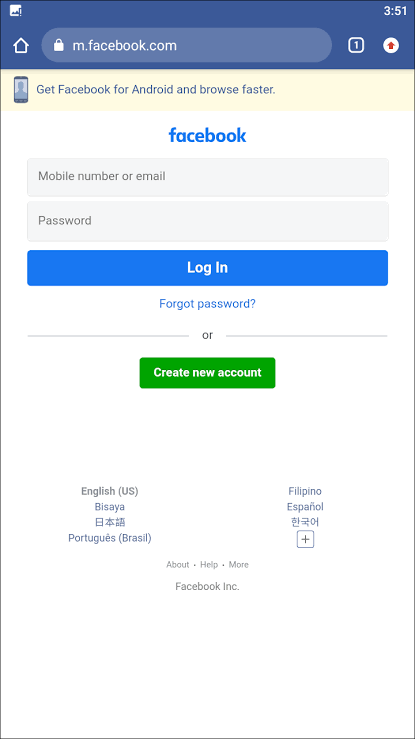 3:51
m.facebook.com
1
Get Facebook for Android and browse faster.
facebook
Mobile number or email
Password
Log In
Forgot password?
or
Create new account
English (US)
Filipino
Bisaya
Español
日本語
한국어
Português (Brasil)
+
About • Help • More
Facebook Inc.